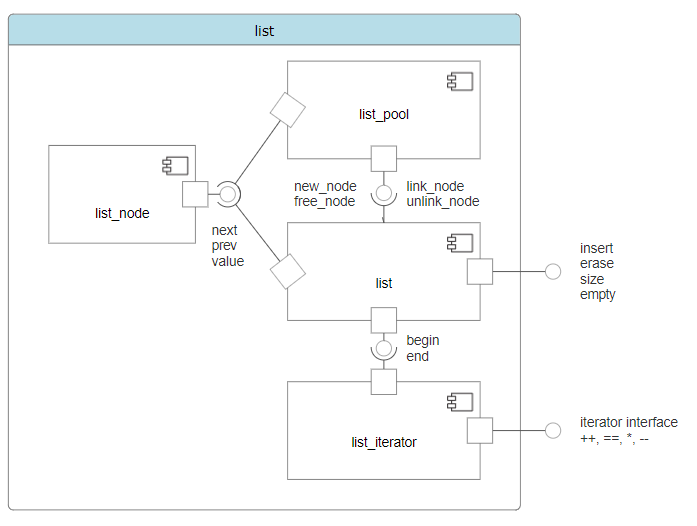 list
list_pool
list_node
new_node
free_node
link_node
unlink_node
next
prev
value
list
insert
erase
size
empty
begin
end
list_iterator
iterator interface
++, ==, *, --